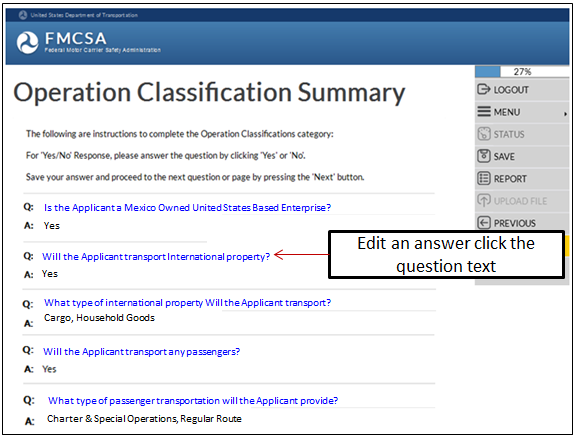 United States Department of Transportation
FMCSA
Federal Motor Carrier Safety Administration
27%
Operation Classification Summary
LOGOUT
MENU
STATUS
SAVE
REPORT
UPLOAD FILE
PREVIOUS
The following are instructions to complete the Operation Classifications category:
For 'Yes/No' Response, please answer the question by clicking 'Yes' or 'No'.
Save your answer and proceed to the next question or page by pressing the 'Next' button.
Q: Is the Applicant a Mexico Owned United States Based Enterprise?
A: Yes
Q: Will the Applicant transport International property?
A: Yes
Edit an answer click the
question text
Q: What type of international property Will the Applicant transport?
A: Cargo, Household Goods
Q: Will the Applicant transport any passengers?
A: Yes
Q: What type of passenger transportation will the Applicant provide?
A: Charter & Special Operations, Regular Route